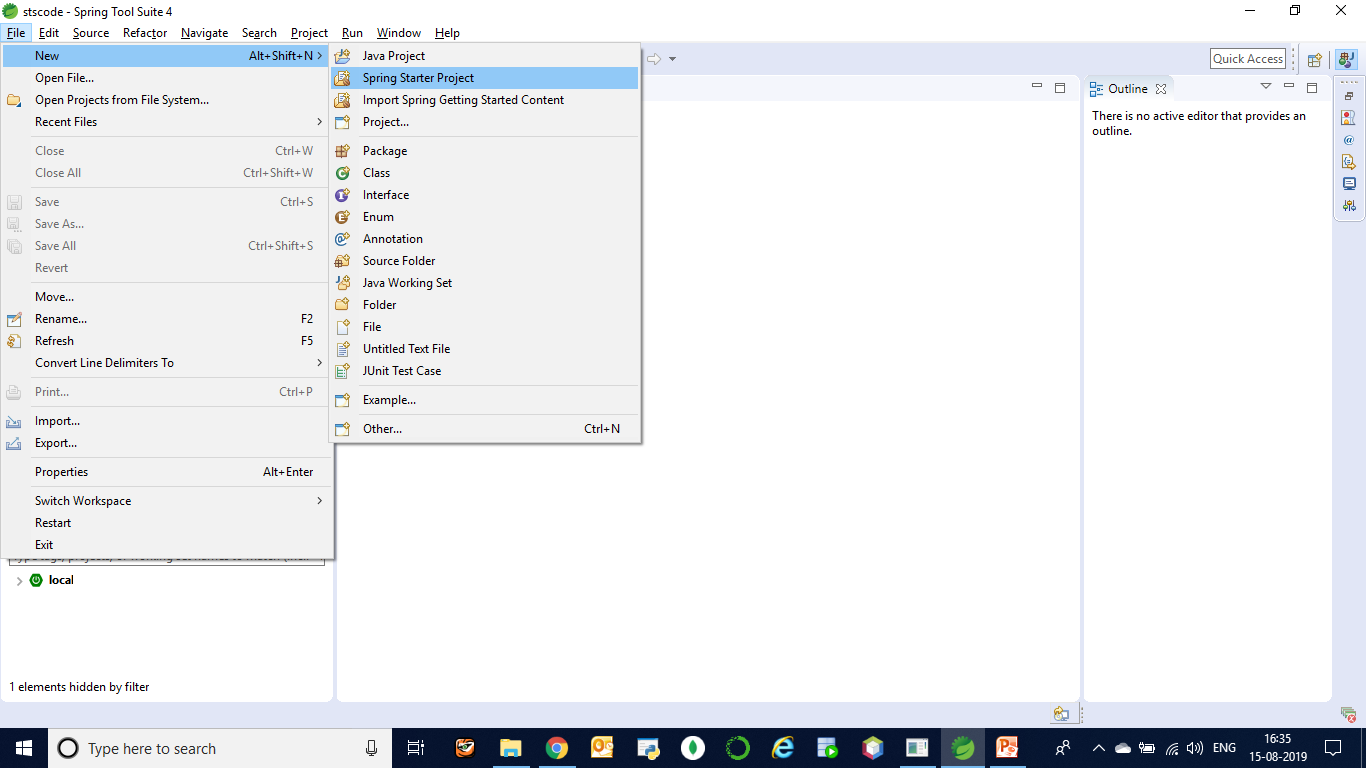 stscode - Spring Tool Suite 4
File Edit Source Refactor Navigate Search Project Run Window Help
Quick Access
New Alt+Shift+N
Open File...
Open Projects from File System...
Recent Files
Close Ctrl+W
Close All Ctrl+Shift+W
Save Ctrl+S
Save As...
Save All Ctrl+Shift+S
Revert
Move...
Rename... F2
Refresh F5
Convert Line Delimiters To
Print... Ctrl+P
Import...
Export...
Properties Alt+Enter
Switch Workspace
Restart
Exit
Java Project
Spring Starter Project
Import Spring Getting Started Content
Project...
Package
Class
Interface
Enum
Annotation
Source Folder
Java Working Set
Folder
File
Untitled Text File
JUnit Test Case
Example...
Other... Ctrl+N
Outline
There is no active editor that provides an
outline.
local
1 elements hidden by filter
Type here to search
ENG
16:35
15-08-2019